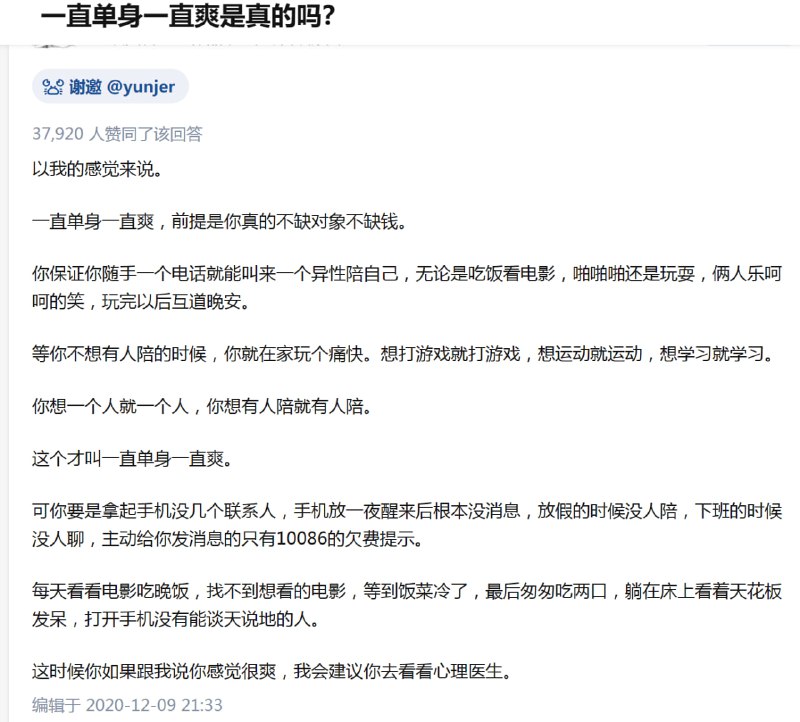 一直单身一直爽是真的吗?
谢邀 @yunjer
37,920 人赞同了该回答
以我的感觉来说。
一直单身一直爽，前提是你真的不缺对象不缺钱。
你保证你随手一个电话就能叫来一个异性陪自己，无论是吃饭看电影，啪啪啪还是玩耍，俩人乐呵
呵的笑，玩完以后互道晚安。
等你不想有人陪的时候，你就在家玩个痛快。想打游戏就打游戏，想运动就运动，想学习就学习。
你想一个人就一个人，你想有人陪就有人陪。
这个才叫一直单身一直爽。
可你要是拿起手机没几个联系人，手机放一夜醒来后根本没消息，放假的时候没人陪，下班的时候
没人聊，主动给你发消息的只有10086的欠费提示。
每天看看电影吃晚饭，找不到想看的电影，等到饭菜冷了，最后匆匆吃两口，躺在床上看着天花板
发呆，打开手机没有能谈天说地的人。
这时候你如果跟我说你感觉很爽，我会建议你去看看心理医生。
编辑于 2020-12-09 21:33